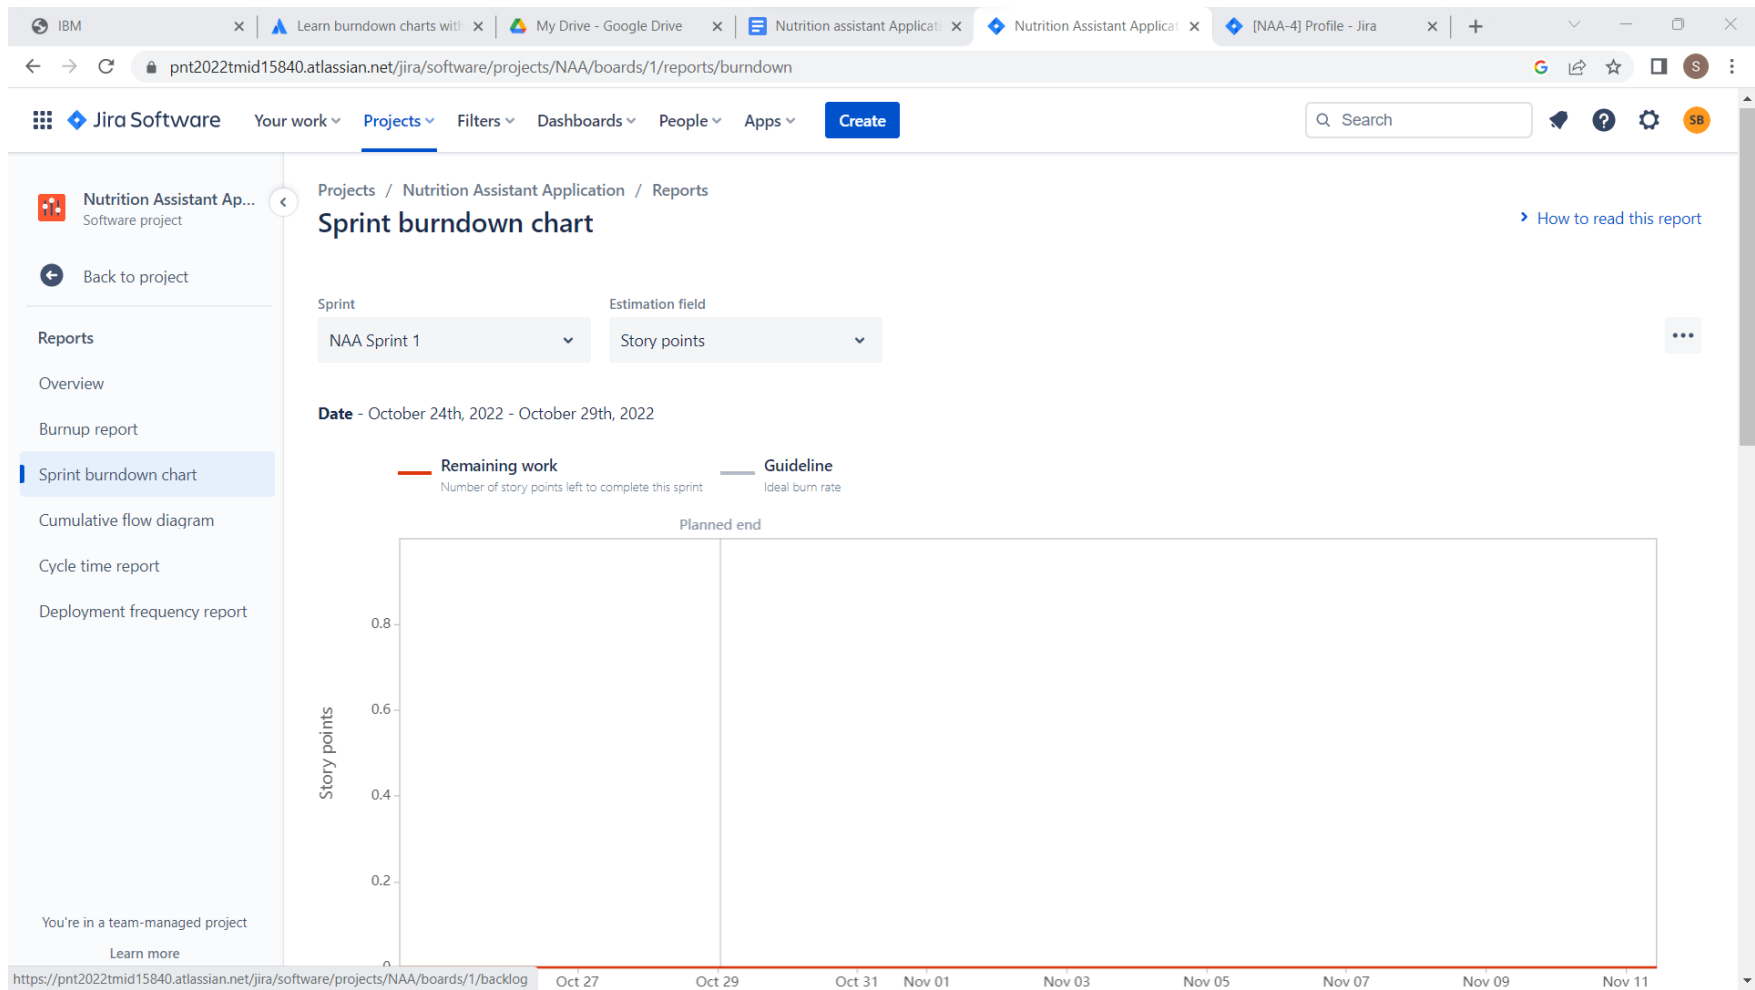 IBM
Learn burndown charts with
My Drive - Google Drive
Nutrition assistant Applicati
Nutrition Assistant Applicat
[NAA-4] Profile - Jira
pnt2022tmid15840.atlassian.net/jira/software/projects/NAA/boards/1/reports/burndown
S
Jira Software
Your work
Projects
Filters
Dashboards
People
Apps
Create
Search
SB
Nutrition Assistant Ap...
Software project
Back to project
Reports
Overview
Burnup report
Sprint burndown chart
Cumulative flow diagram
Cycle time report
Deployment frequency report
You're in a team-managed project
Learn more
https://pnt2022tmid15840.atlassian.net/jira/software/projects/NAA/boards/1/backlog
Projects / Nutrition Assistant Application / Reports
Sprint burndown chart
How to read this report
Sprint
NAA Sprint 1
Estimation field
Story points
Date - October 24th, 2022 - October 29th, 2022
Remaining work
Number of story points left to complete this sprint
Guideline
Ideal burn rate
Planned end
Story points
0.8
0.6
0.4
0.2
0
Oct 27
Oct 29
Oct 31
Nov 01
Nov 03
Nov 05
Nov 07
Nov 09
Nov 11